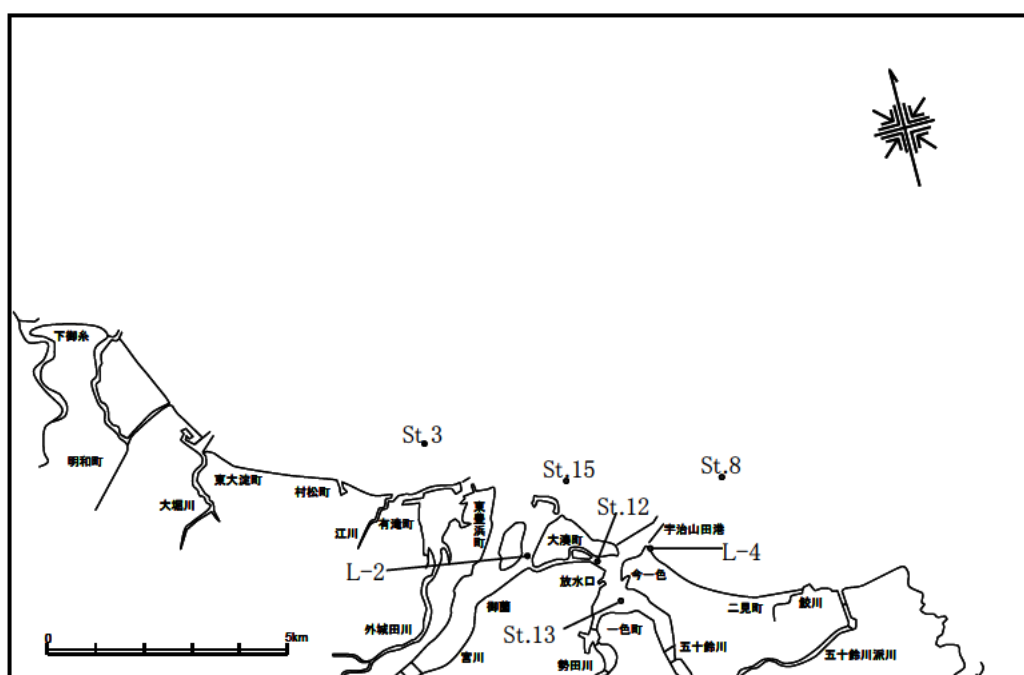 下御糸
明和町
大堀川
東大淀町
村松町
江川
有滝町
St.3
東豊浜町
St.15
St.8
St.12
大湊町
宇治山田港
L-4
L-2
放水口
今一色
御薗
二見町
鮫川
外城田川
St.13
一色町
五十鈴川
五十鈴川派川
宮川
勢田川
0
5km